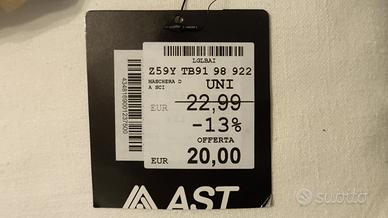 LGLBAI
Z59Y TB91 98 922
MASCHERA D
A SCI
UNI
EUR 22,99
-13%
OFFERTA
EUR 20,00
AST
subito